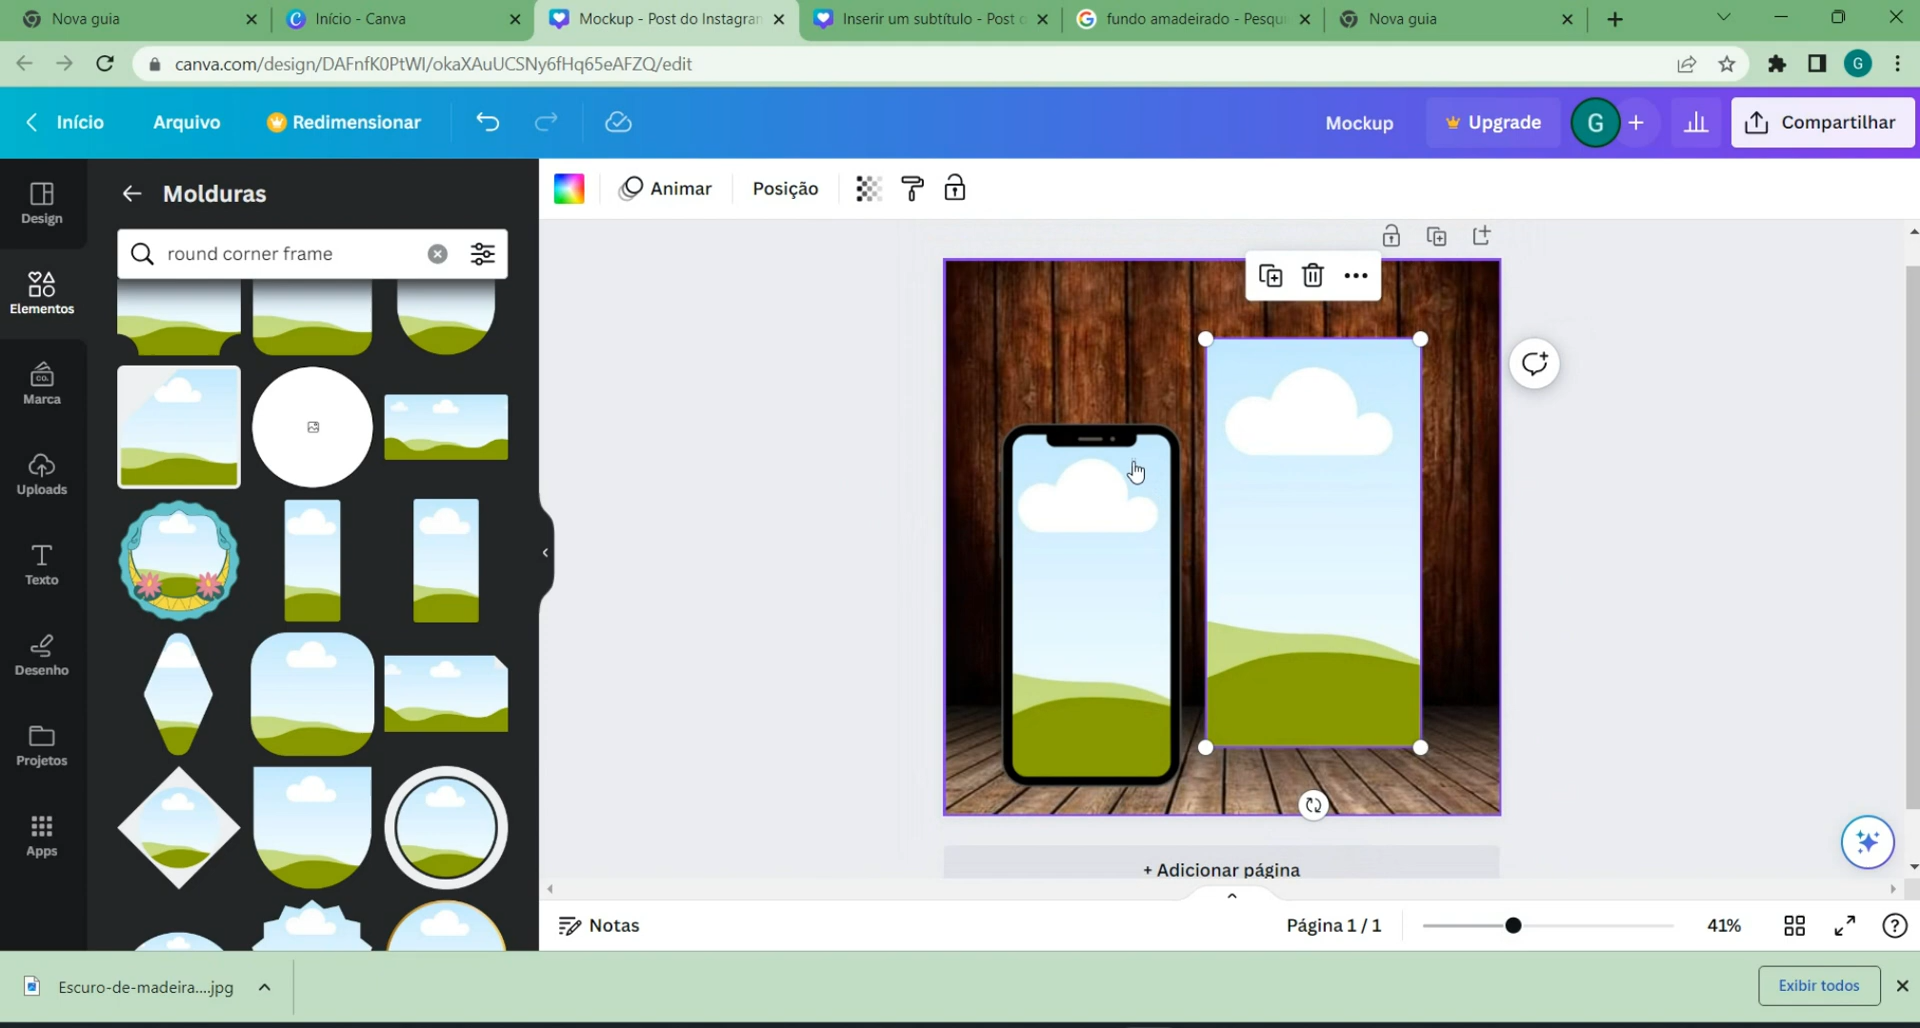 Nova guia
Início - Canva
Mockup - Post do Instagran
Inserir um subtítulo - Post c
fundo amadeirado - Pesqu
Nova guia
canva.com/design/DAFnfK0PtWI/okaXAuUCSNy6fHq65eAFZQ/edit
G
Início
Arquivo
Redimensionar
Mockup
Upgrade
G
Compartilhar
Design
Elementos
Marca
Uploads
Texto
Desenho
Projetos
Apps
Molduras
round corner frame
Animar
Posição
+ Adicionar página
Notas
Página 1 / 1
41%
Escuro-de-madeira....jpg
Exibir todos